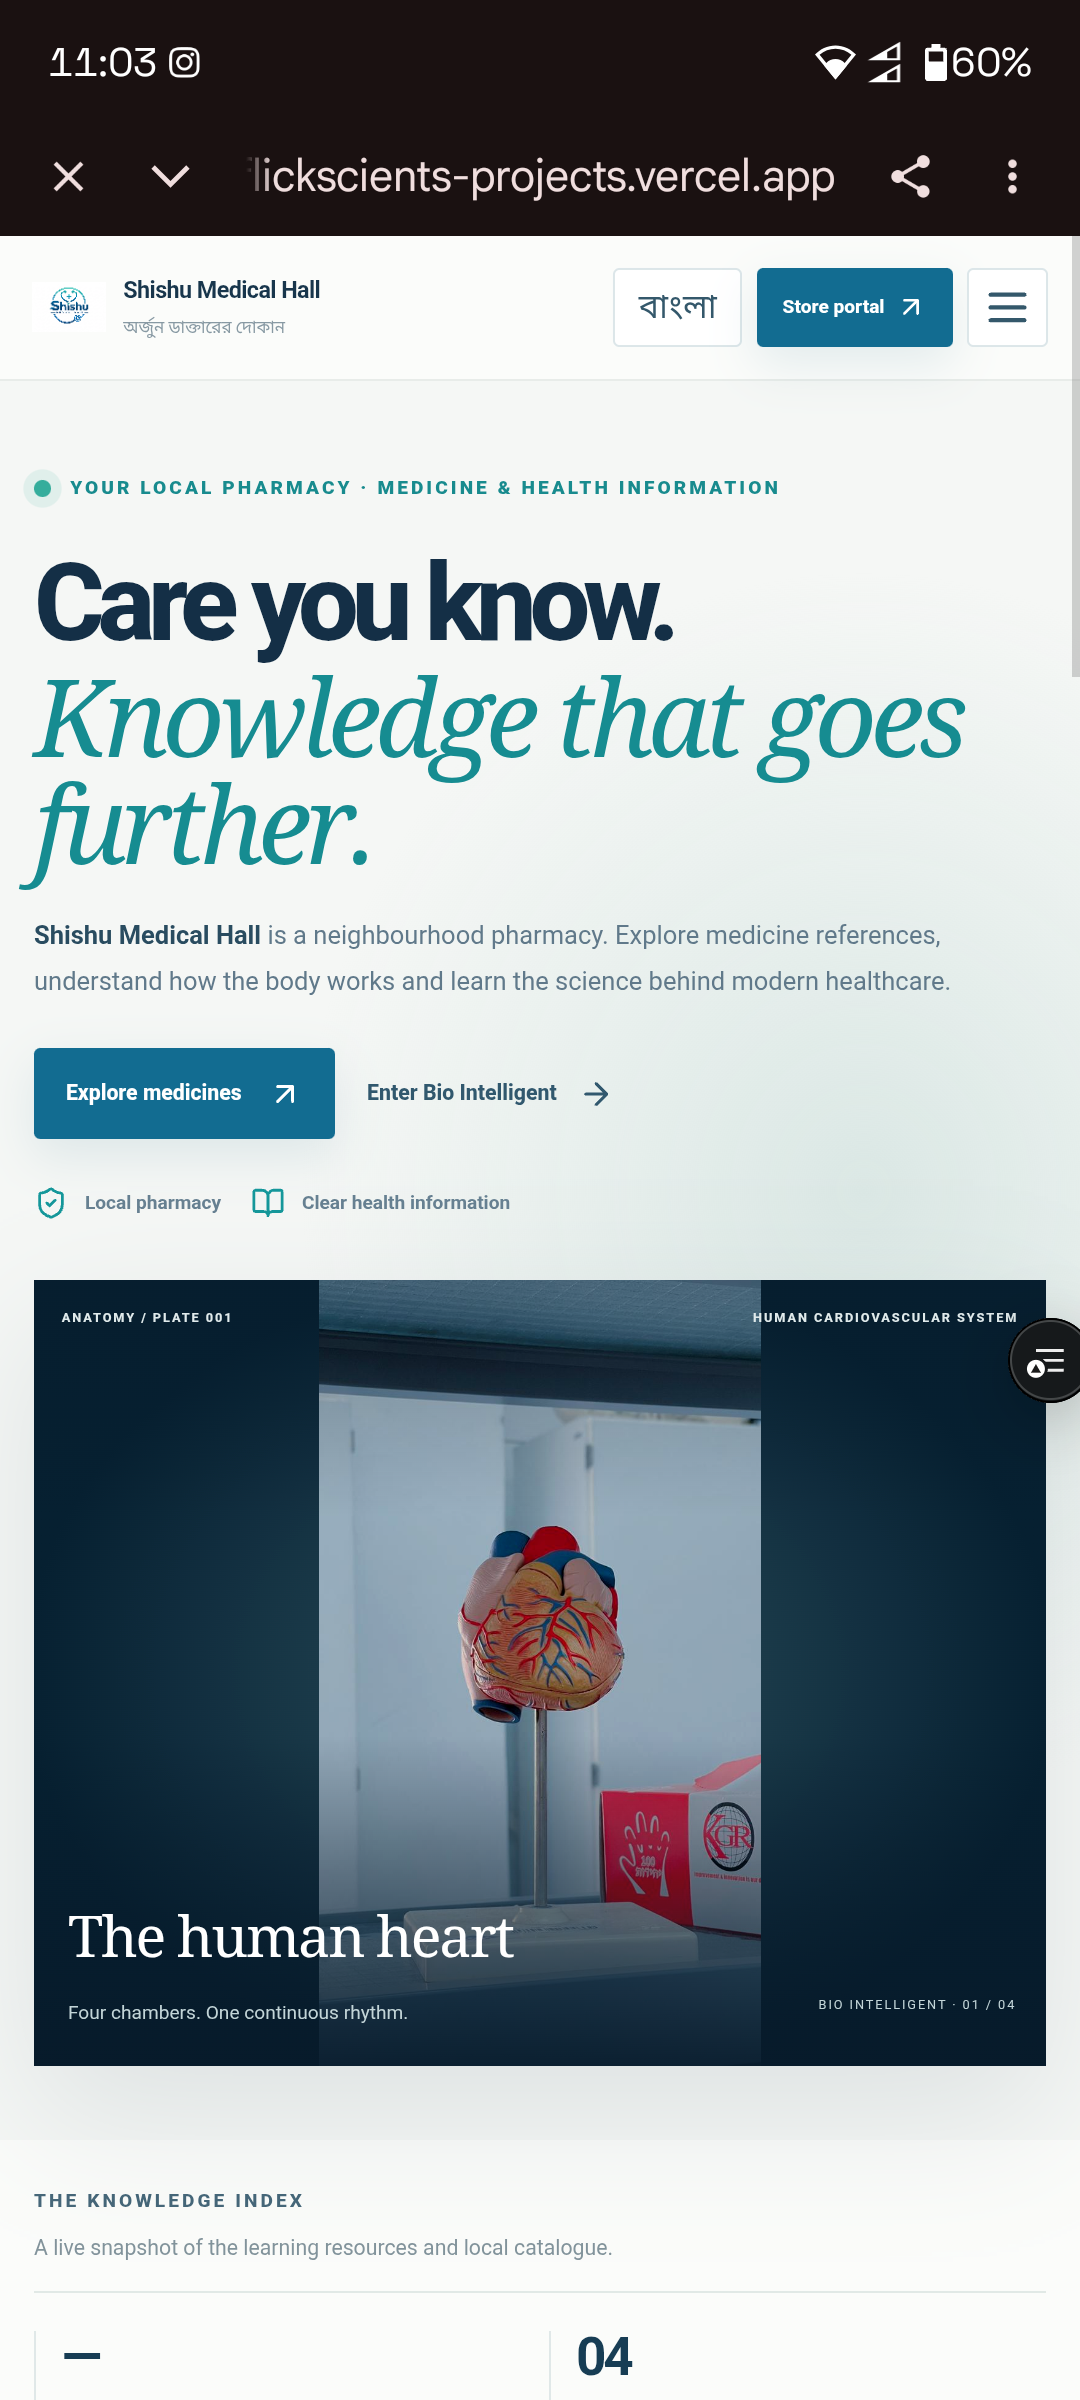 11:03
60%
lickscients-projects.vercel.app
Shishu
Shishu Medical Hall
অর্জুন ডাক্তারের দোকান
বাংলা
Store portal
YOUR LOCAL PHARMACY · MEDICINE & HEALTH INFORMATION
Care you know.
Knowledge that goes
further.
Shishu Medical Hall is a neighbourhood pharmacy. Explore medicine references,
understand how the body works and learn the science behind modern healthcare.
Explore medicines
Enter Bio Intelligent
Local pharmacy
Clear health information
ANATOMY / PLATE 001
HUMAN CARDIOVASCULAR SYSTEM
100
KGR
The human heart
Four chambers. One continuous rhythm.
BIO INTELLIGENT · 01 / 04
THE KNOWLEDGE INDEX
A live snapshot of the learning resources and local catalogue.
—
04